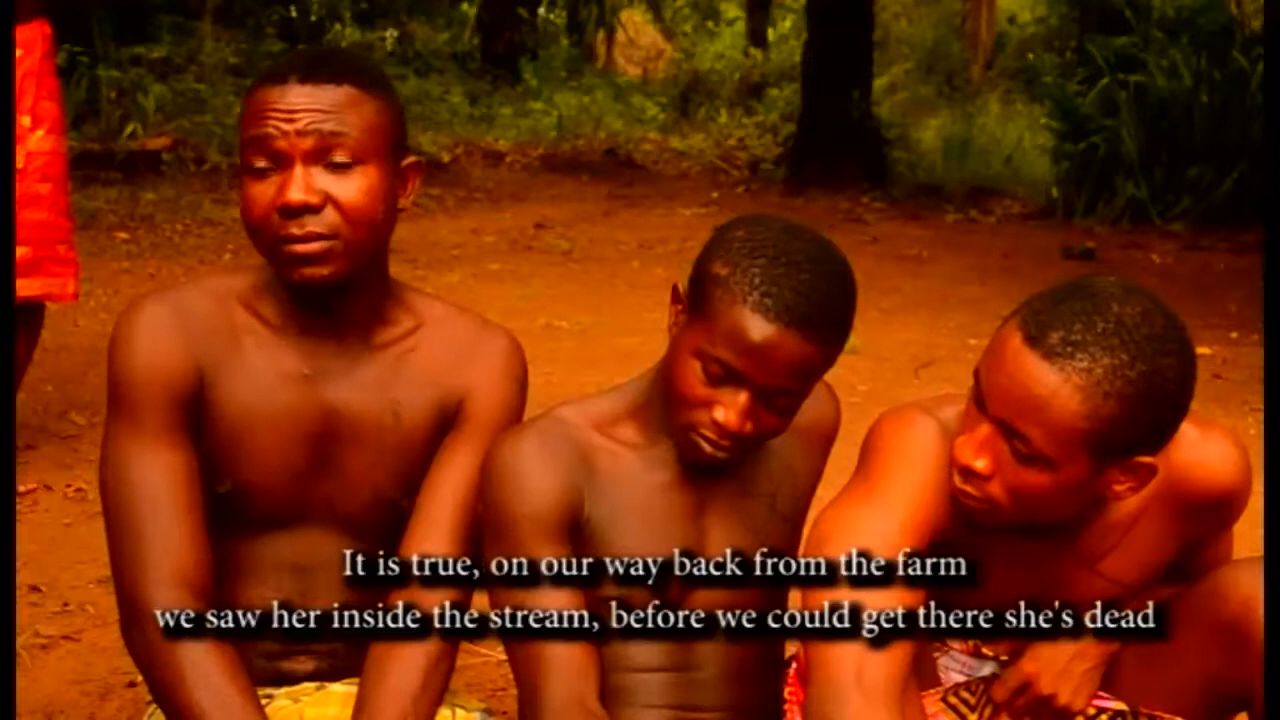 It is true, on our way back from the farm
we saw her inside the stream, before we could get there she's dead